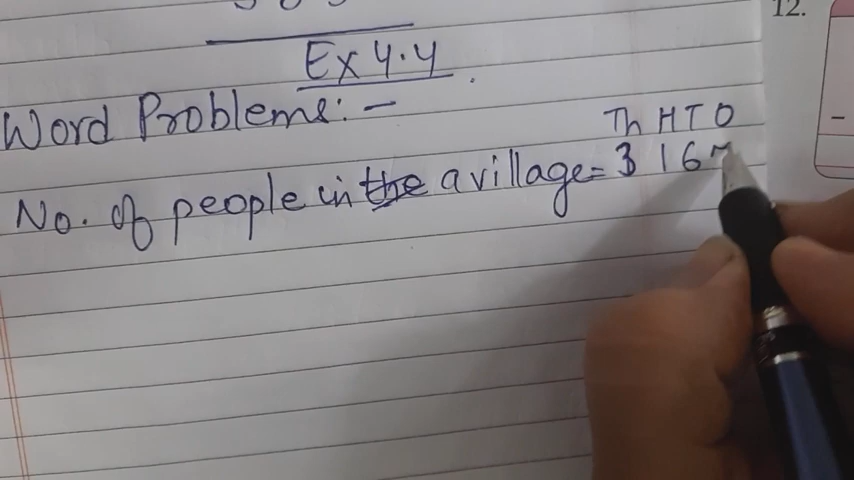 12.
Ex 4.4
Word Problems: -
Th H T O
No. of people in the a village = 3 1 6
-